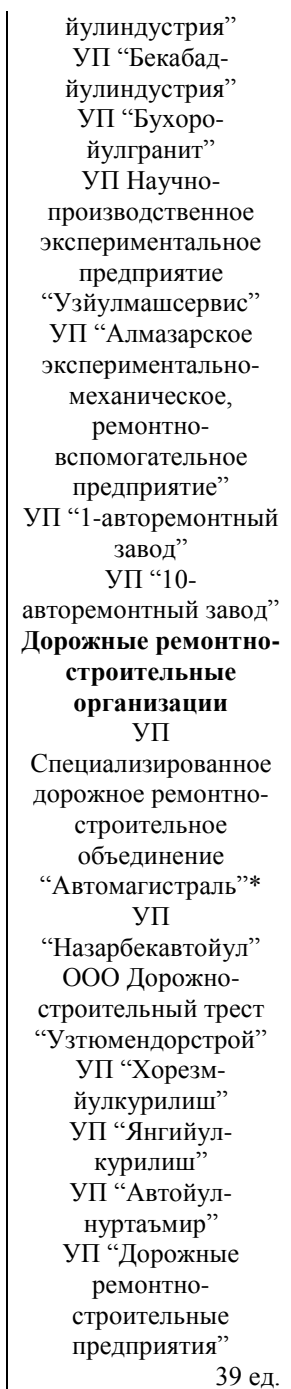 йулиндустрия”
УП “Бекабад-
йулиндустрия”
УП “Бухоро-
йулгранит”
УП Научно-
производственное
экспериментальное
предприятие
“Узйулмашсервис”
УП “Алмазарское
экспериментально-
механическое,
ремонтно-
вспомогательное
предприятие”
УП “1-авторемонтный
завод”
УП “10-
авторемонтный завод”
Дорожные ремонтно-
строительные
организации
УП
Специализированное
дорожное ремонтно-
строительное
объединение
“Автомагистраль”*
УП
“Назарбекавтойул”
ООО Дорожно-
строительный трест
“Узтюмендорстрой”
УП “Хорезм-
йулкурилиш”
УП “Янгийул-
курилиш”
УП “Автойул-
нуртаъмир”
УП “Дорожные
ремонтно-
строительные
предприятия”
39 ед.